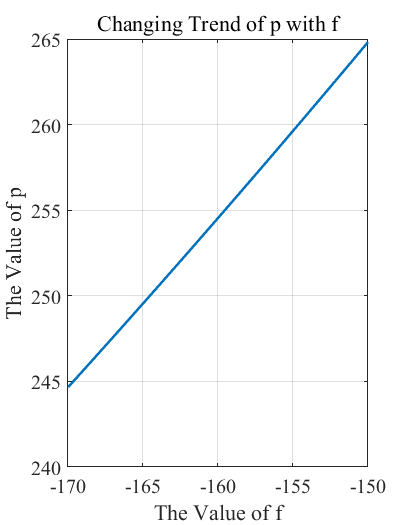 Changing Trend of p with f
265
260
255
250
245
240
The Value of p
-170 -165 -160 -155 -150
The Value of f